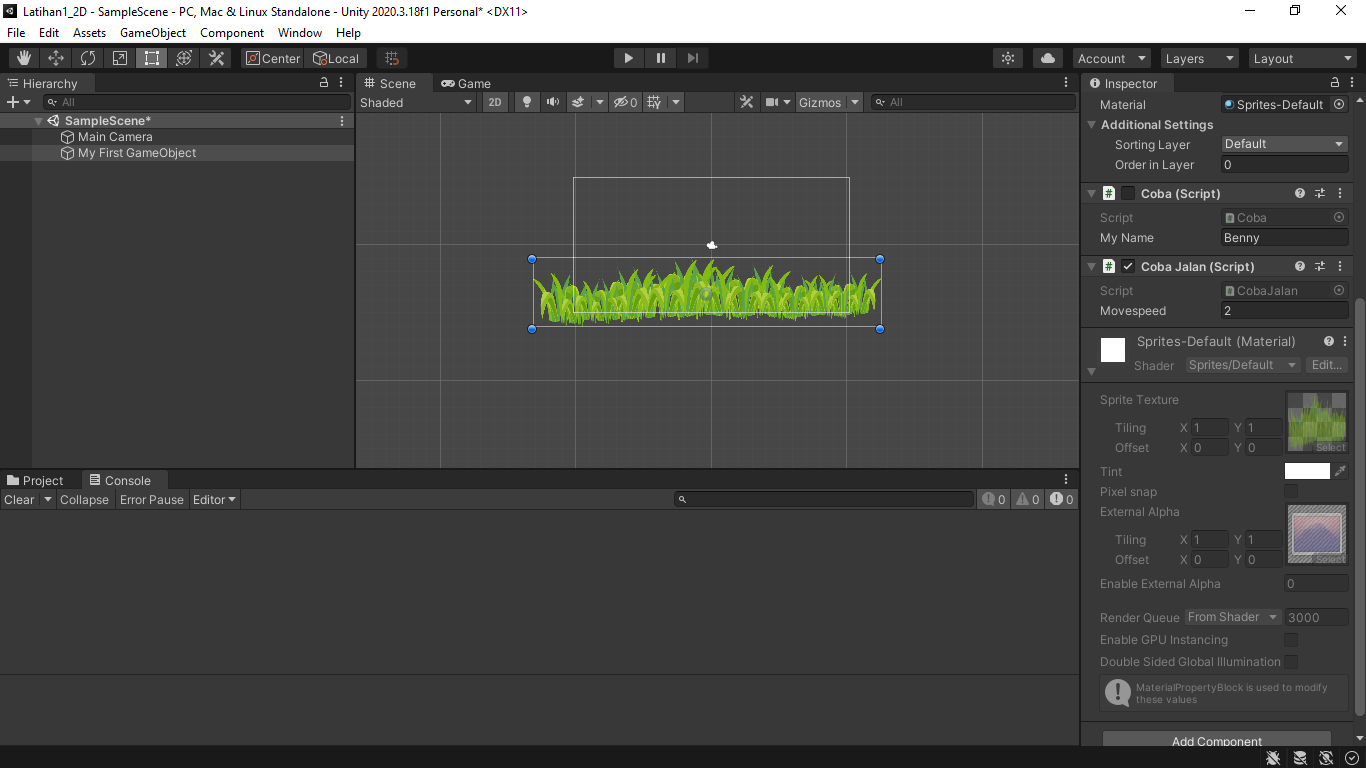 Latihan1_2D - SampleScene - PC, Mac & Linux Standalone - Unity 2020.3.18f1 Personal* <DX11>
File Edit Assets GameObject Component Window Help
Center Local Account Layers Layout
Hierarchy
All
SampleScene*
Main Camera
My First GameObject
Scene Game
Shaded 2D 0 Gizmos All
Inspector
Material Sprites-Default
Additional Settings
Sorting Layer Default
Order in Layer 0
# Coba (Script)
Script Coba
My Name Benny
# Coba Jalan (Script)
Script CobaJalan
Movespeed 2
Sprites-Default (Material)
Shader Sprites/Default Edit...
Sprite Texture
Tiling X 1 Y 1
Offset X 0 Y 0 Select
Tint
Pixel snap
External Alpha
Tiling X 1 Y 1
Offset X 0 Y 0 Select
Enable External Alpha 0
Render Queue From Shader 3000
Enable GPU Instancing
Double Sided Global Illumination
MaterialPropertyBlock is used to modify
these values
Add Component
Project Console
Clear Collapse Error Pause Editor 0 0 0